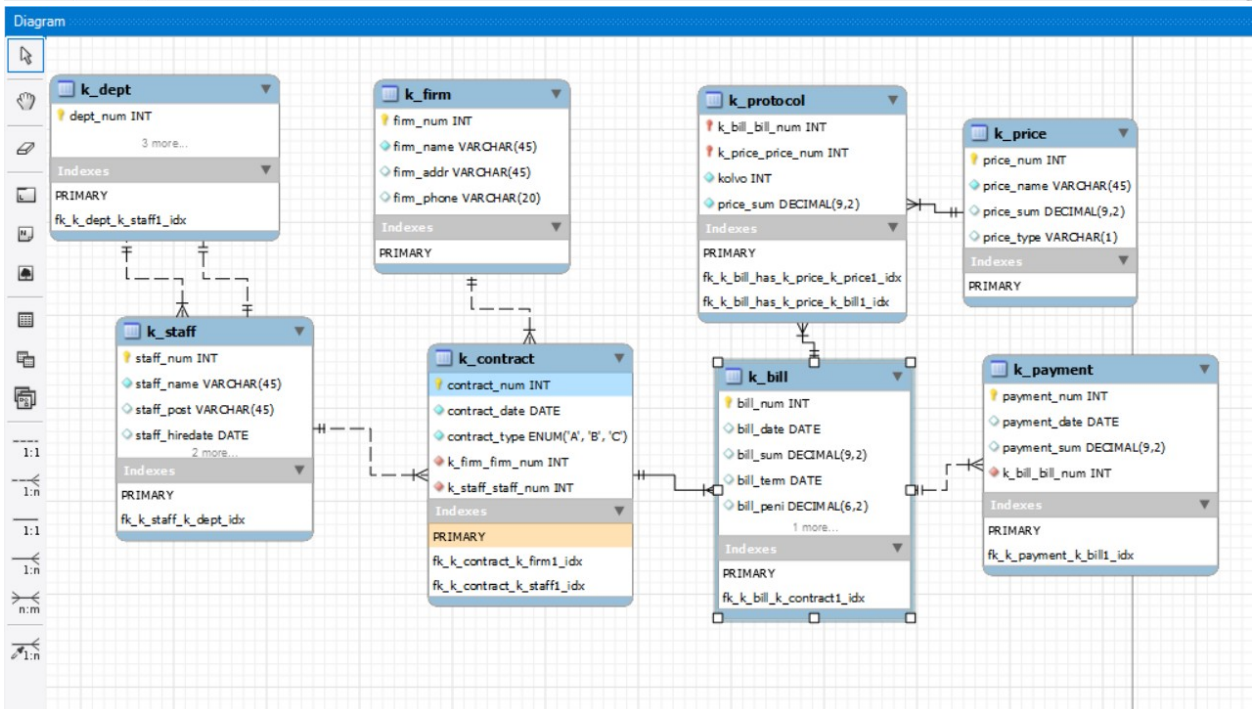 Diagram
k_dept
dept_num INT
3 more...
Indexes
PRIMARY
fk_k_dept_k_staff1_idx
k_firm
firm_num INT
firm_name VARCHAR(45)
firm_addr VARCHAR(45)
firm_phone VARCHAR(20)
Indexes
PRIMARY
k_protocol
k_bill_bill_num INT
k_price_price_num INT
kolvo INT
price_sum DECIMAL(9,2)
Indexes
PRIMARY
fk_k_bill_has_k_price_k_price1_idx
fk_k_bill_has_k_price_k_bill1_idx
k_price
price_num INT
price_name VARCHAR(45)
price_sum DECIMAL(9,2)
price_type VARCHAR(1)
Indexes
PRIMARY
k_staff
staff_num INT
staff_name VARCHAR(45)
staff_post VARCHAR(45)
staff_hiredate DATE
2 more...
Indexes
PRIMARY
fk_k_staff_k_dept_idx
k_contract
contract_num INT
contract_date DATE
contract_type ENUM('A', 'B', 'C')
k_firm_firm_num INT
k_staff_staff_num INT
Indexes
PRIMARY
fk_k_contract_k_firm1_idx
fk_k_contract_k_staff1_idx
k_bill
bill_num INT
bill_date DATE
bill_sum DECIMAL(9,2)
bill_term DATE
bill_peni DECIMAL(6,2)
1 more...
Indexes
PRIMARY
fk_k_bill_k_contract1_idx
k_payment
payment_num INT
payment_date DATE
payment_sum DECIMAL(9,2)
k_bill_bill_num INT
Indexes
PRIMARY
fk_k_payment_k_bill1_idx
1:1
1:n
1:1
1:n
n:m
1:n